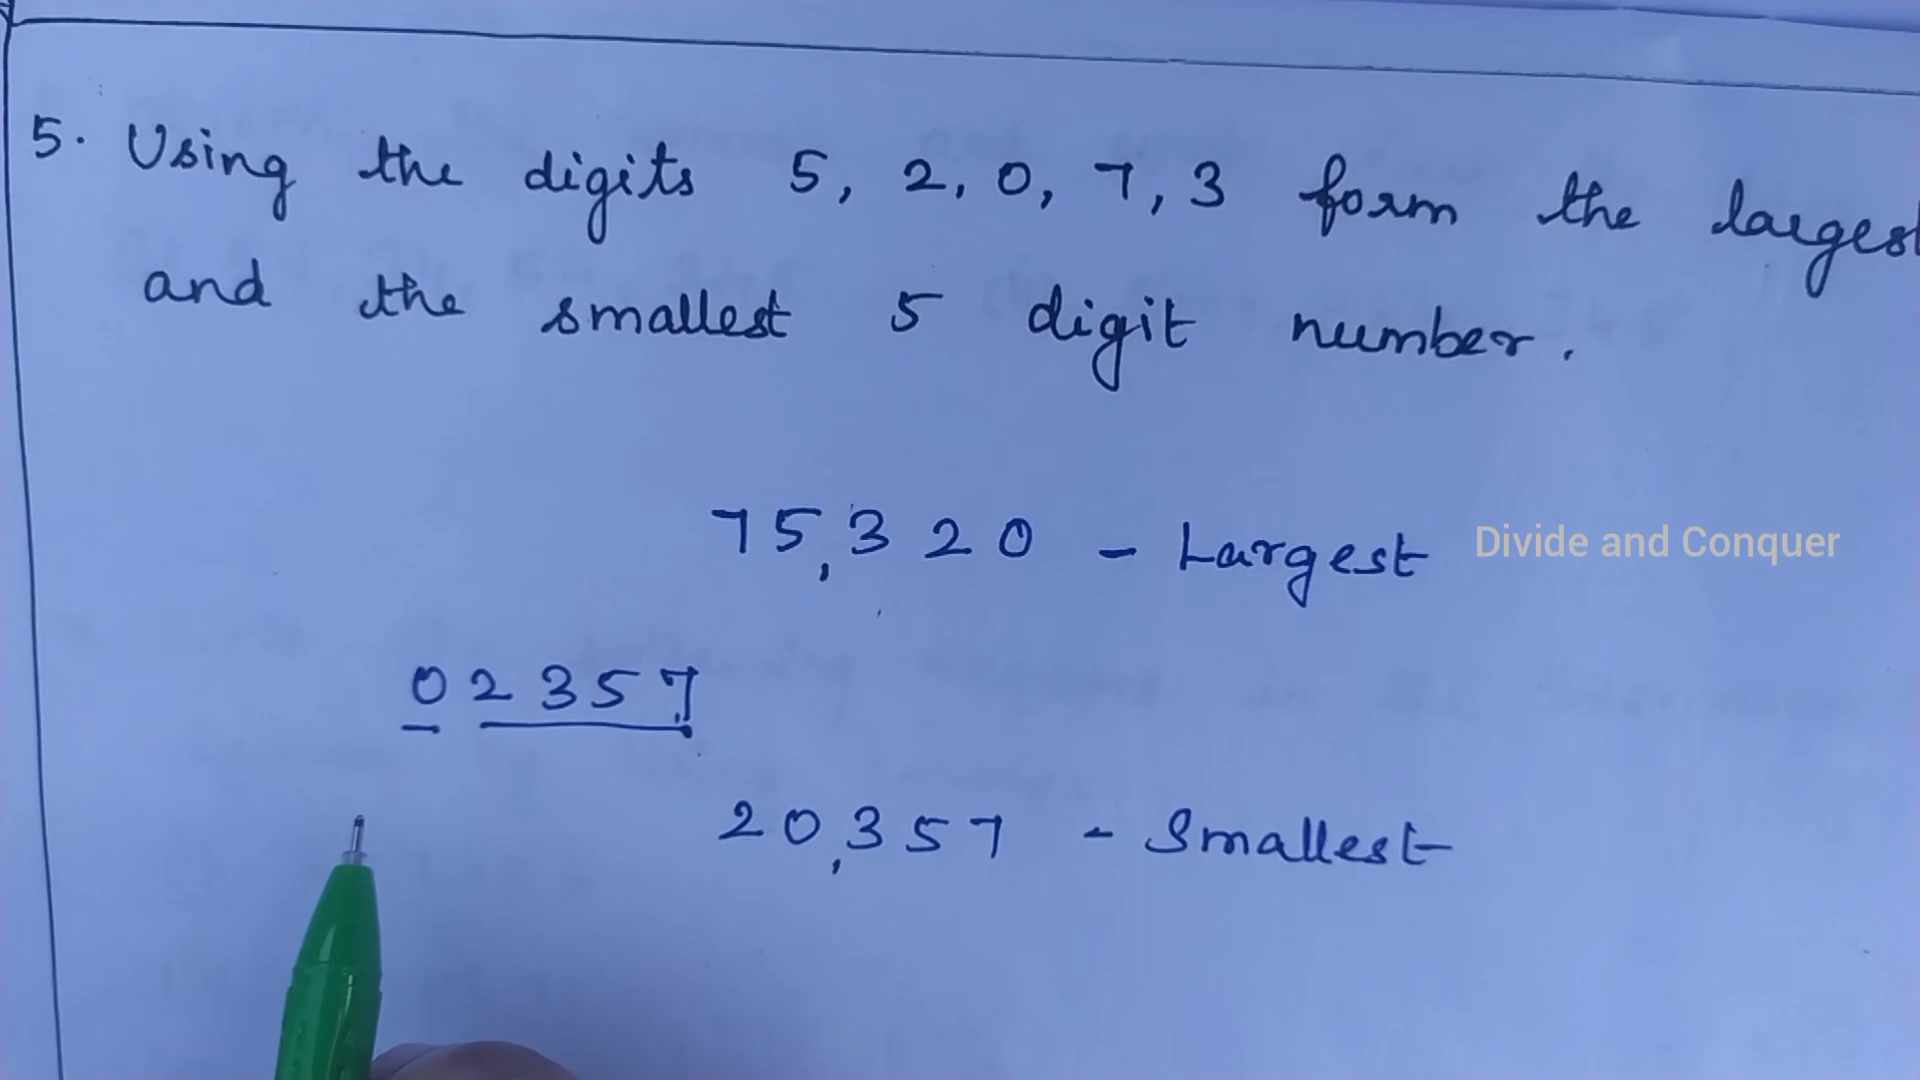 5. Using the digits 5, 2, 0, 7, 3 form the largest
and the smallest 5 digit number.
75,320 - Largest
Divide and Conquer
02357
20,357 - Smallest